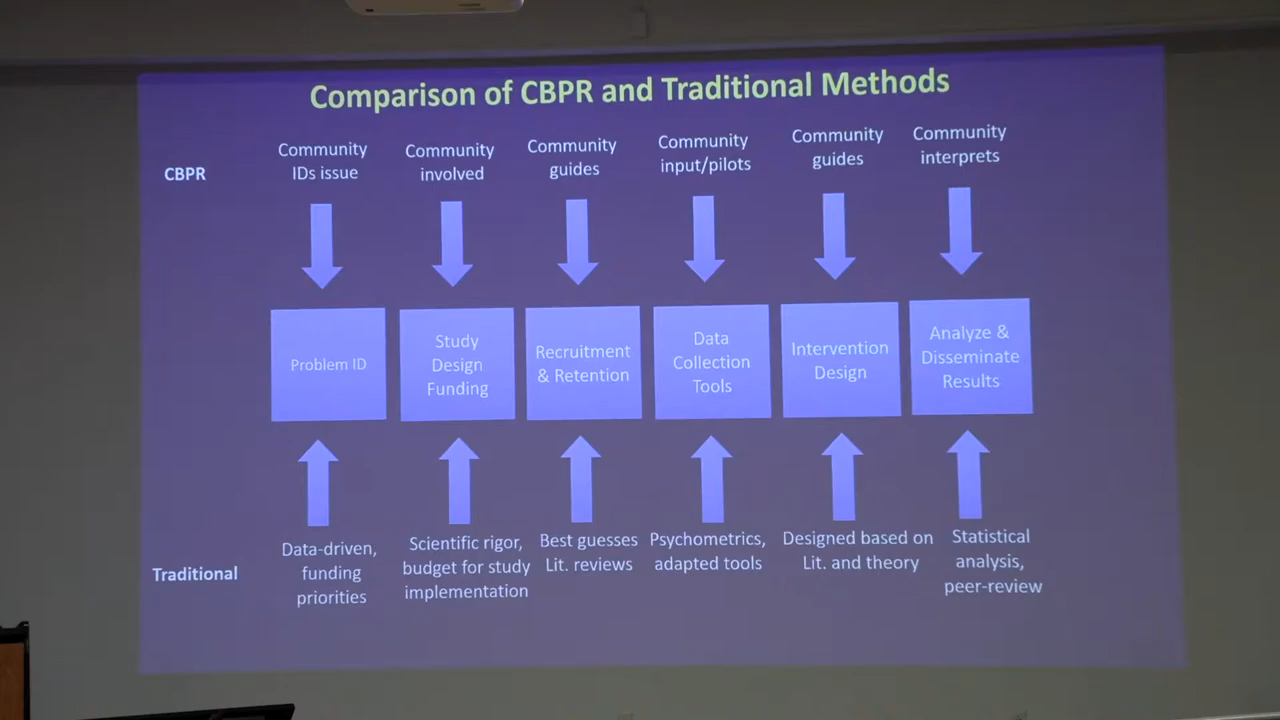 Comparison of CBPR and Traditional Methods
CBPR
Community
IDs issue
Community
involved
Community
guides
Community
input/pilots
Community
guides
Community
interprets
Problem ID
Study
Design
Funding
Recruitment
& Retention
Data
Collection
Tools
Intervention
Design
Analyze &
Disseminate
Results
Traditional
Data-driven,
funding
priorities
Scientific rigor,
budget for study
implementation
Best guesses
Lit. reviews
Psychometrics,
adapted tools
Designed based on
Lit. and theory
Statistical
analysis,
peer-review